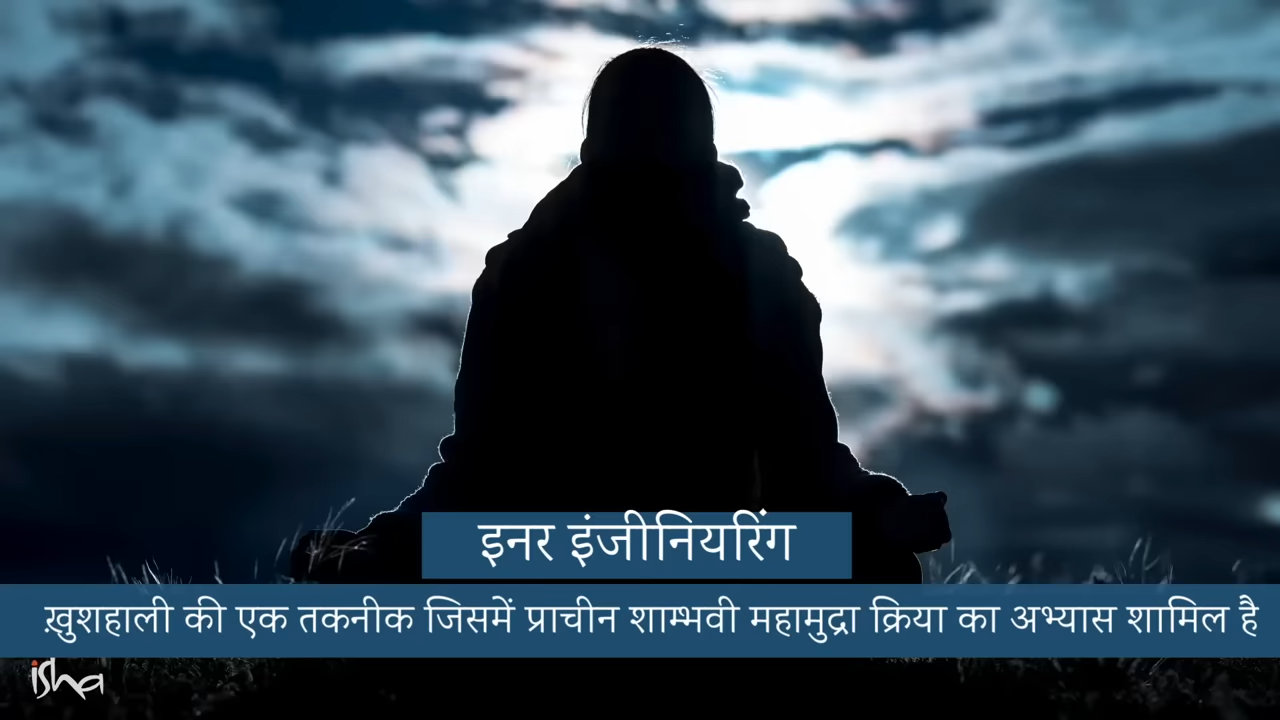 इनर इंजीनियरिंग
ख़ुशहाली की एक तकनीक जिसमें प्राचीन शाम्भवी महामुद्रा क्रिया का अभ्यास शामिल है
isha